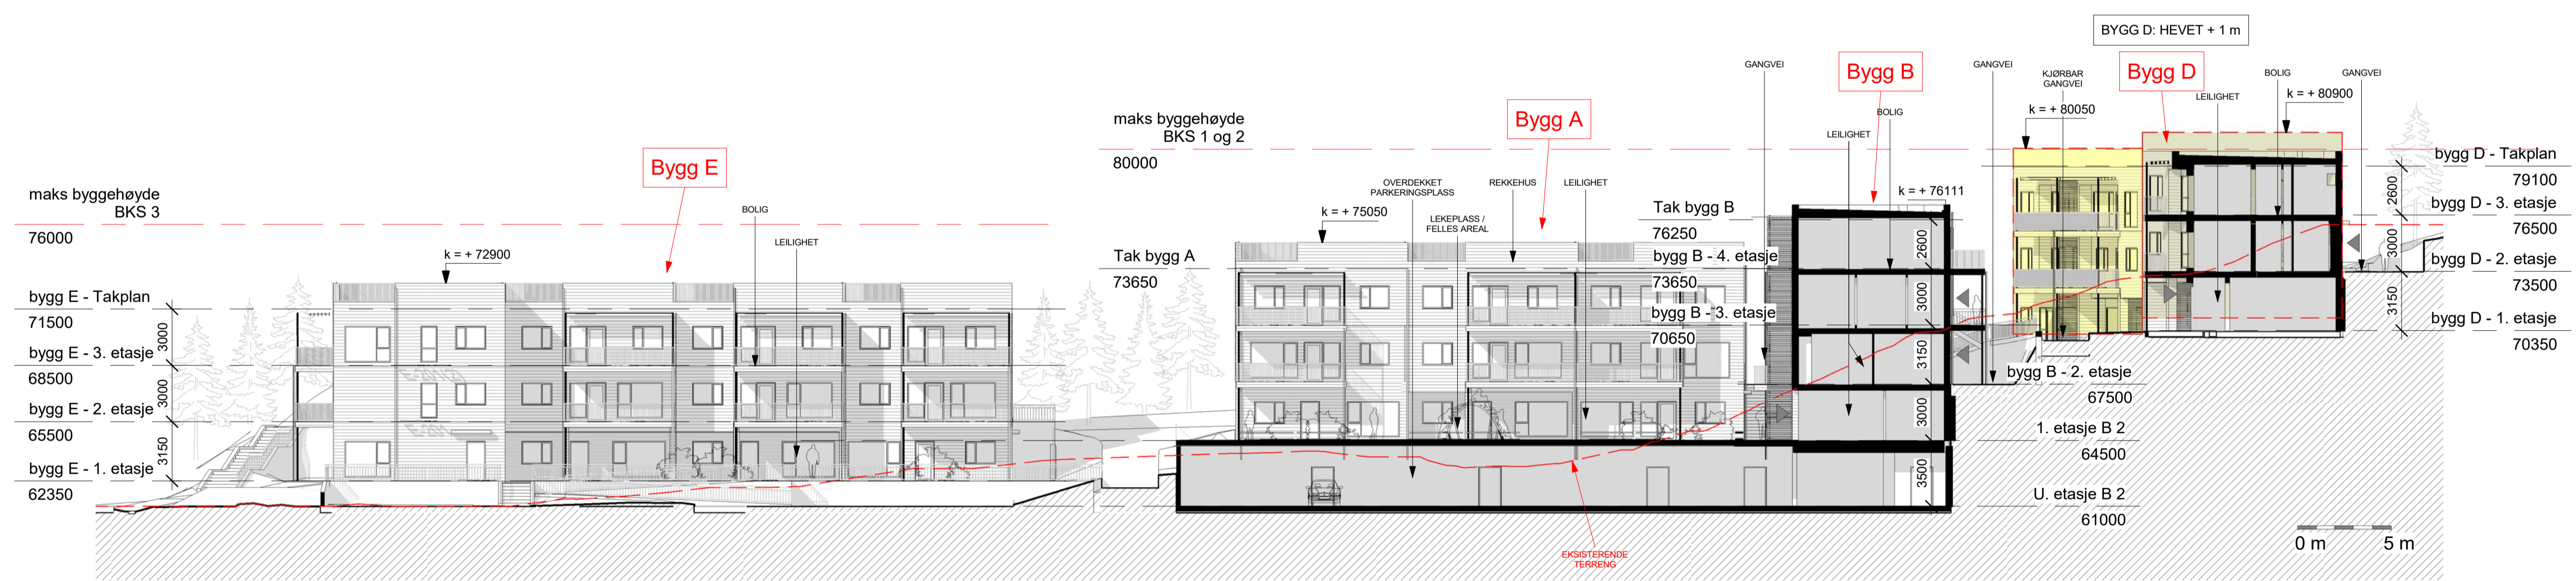 BYGG D: HEVET + 1 m
Bygg E
Bygg A
Bygg B
Bygg D
maks byggehøyde
BKS 3
76000
bygg E - Takplan
71500
3000
bygg E - 3. etasje
68500
3000
bygg E - 2. etasje
65500
3150
bygg E - 1. etasje
62350
k = + 72900
BOLIG
LEILIGHET
maks byggehøyde
BKS 1 og 2
80000
Tak bygg A
73650
k = + 75050
OVERDEKKET
PARKERINGSPLASS
LEKEPLASS /
FELLES AREAL
REKKEHUS
LEILIGHET
EKSISTERENDE
TERRENG
Tak bygg B
76250
bygg B - 4. etasje
73650
bygg B - 3. etasje
70650
GANGVEI
LEILIGHET
BOLIG
k = + 76111
2600
3000
3150
3000
3500
GANGVEI
KJØRBAR
GANGVEI
k = + 80050
LEILIGHET
BOLIG
k = + 80900
GANGVEI
bygg D - Takplan
79100
2600
bygg D - 3. etasje
76500
3000
bygg D - 2. etasje
73500
3150
bygg D - 1. etasje
70350
bygg B - 2. etasje
67500
1. etasje B 2
64500
U. etasje B 2
61000
0 m
5 m